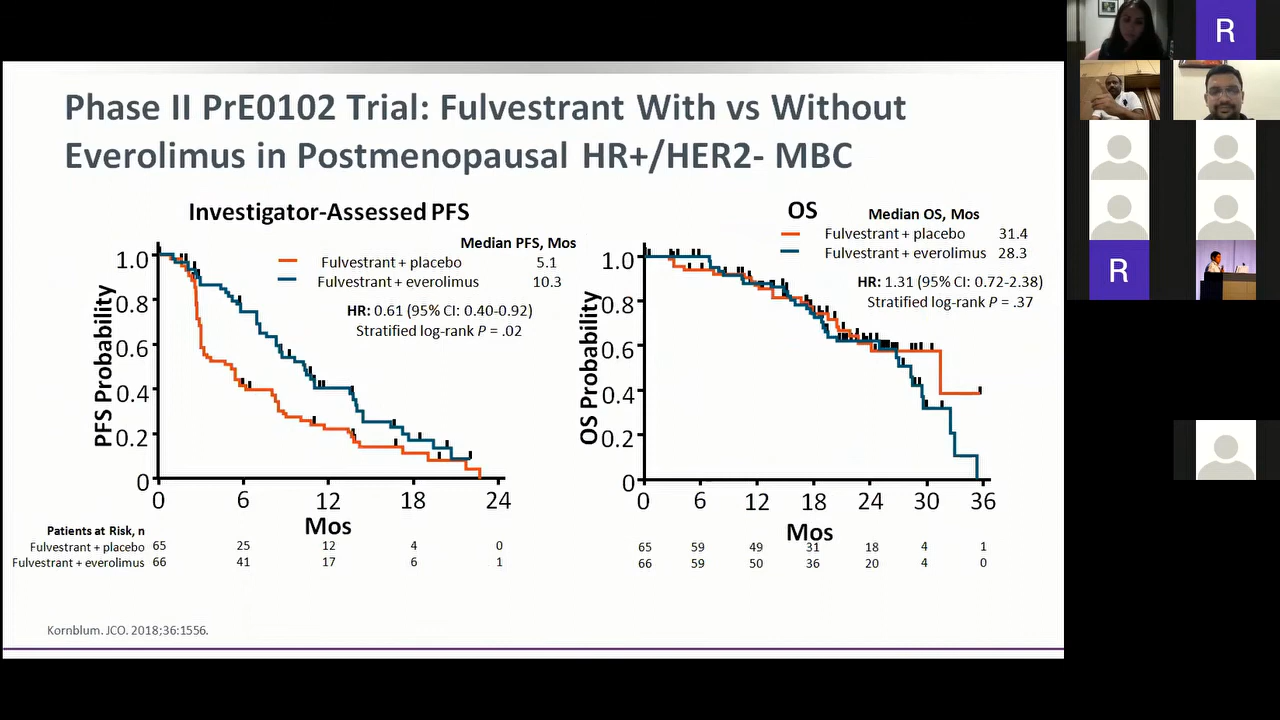 Phase II PrE0102 Trial: Fulvestrant With vs Without
Everolimus in Postmenopausal HR+/HER2- MBC
Investigator-Assessed PFS
Median PFS, Mos
Fulvestrant + placebo 5.1
Fulvestrant + everolimus 10.3
HR: 0.61 (95% CI: 0.40-0.92)
Stratified log-rank P = .02
PFS Probability
1.0
0.8
0.6
0.4
0.2
0
0 6 12 18 24
Mos
OS
Median OS, Mos
Fulvestrant + placebo 31.4
Fulvestrant + everolimus 28.3
HR: 1.31 (95% CI: 0.72-2.38)
Stratified log-rank P = .37
OS Probability
1.0
0.8
0.6
0.4
0.2
0
0 6 12 18 24 30 36
Mos
Patients at Risk, n
Fulvestrant + placebo 65 25 12 4 0
Fulvestrant + everolimus 66 41 17 6 1
65 59 49 31 18 4 1
66 59 50 36 20 4 0
Kornblum. JCO. 2018;36:1556.
R
R